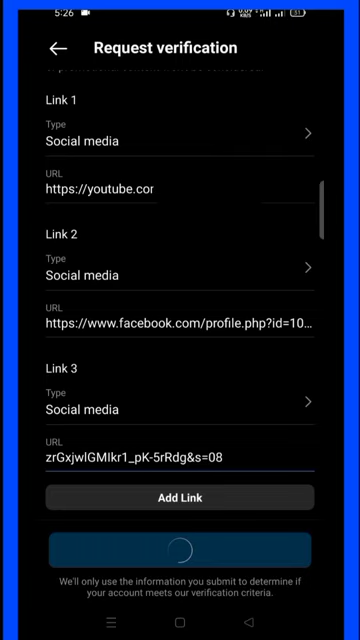 5:26
Request verification
Link 1
Type
Social media
URL
https://youtube.cor
Link 2
Type
Social media
URL
https://www.facebook.com/profile.php?id=10...
Link 3
Type
Social media
URL
zrGxjwlGMIkr1_pK-5rRdg&s=08
Add Link
We'll only use the information you submit to determine if
your account meets our verification criteria.